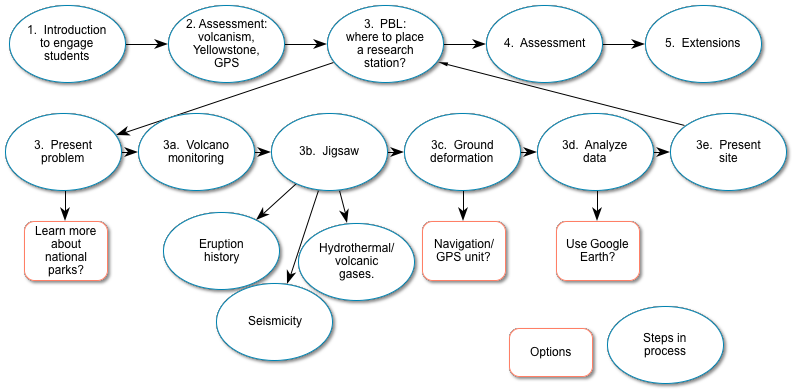 1.  Introduction
to engage
students
2. Assessment:
volcanism,
Yellowstone,
GPS
3.  PBL:
where to place
a research
station?
4.  Assessment
5.  Extensions
3.  Present
problem
3a.  Volcano
monitoring
3b.  Jigsaw
3c.  Ground
deformation
3d.  Analyze
data
3e.  Present
site
Learn more
about
national
parks?
Eruption
history
Seismicity
Hydrothermal/
volcanic
gases.
Navigation/
GPS unit?
Use Google
Earth?
Options
Steps in
process